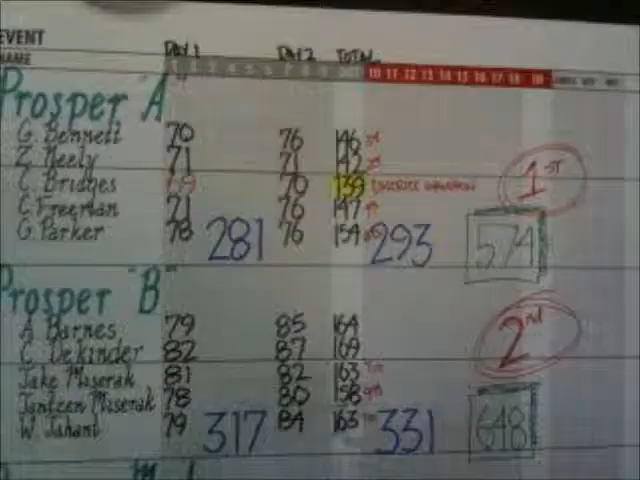 EVENT
NAME DAY 1 DAY 2 TOTAL
10 11 12 13 14 15 16 17 18
Prosper "A"
G. Bennett 70 76 146
Z. Neely 71 71 142
C. Bridges 69 70 139 1ST
C. Freeman 71 76 147
G. Parker 78 281 76 154 293 574
Prosper "B"
A Barnes 79 85 164
C Dekinder 82 87 169 2nd
Jake Miserak 81 82 163
Jantzen Miserak 78 80 158
W. Jahani 79 317 84 163 331 648